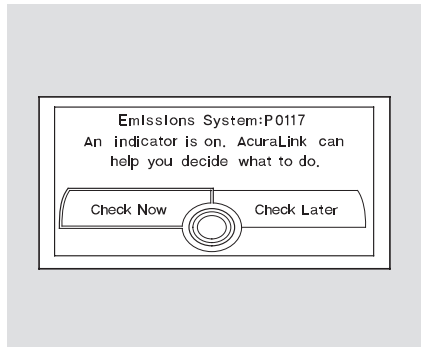 Emissions System:P0117
An indicator is on. AcuraLink can
help you decide what to do.
Check Now
Check Later